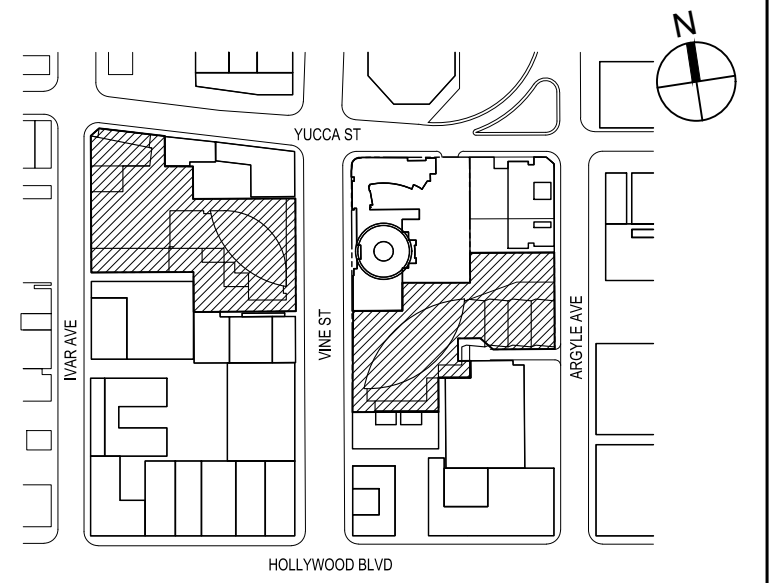 N
YUCCA ST
IVAR AVE
VINE ST
ARGYLE AVE
HOLLYWOOD BLVD